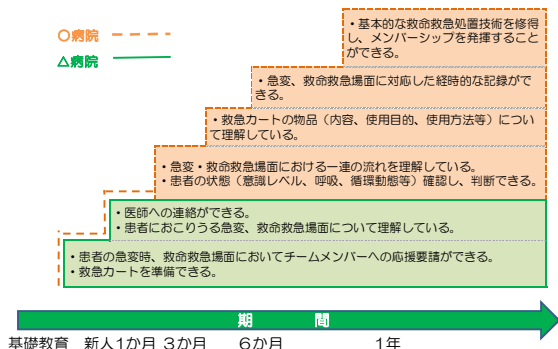 ○病院
△病院
・基本的な救命救急処置技術を修得
し、メンバーシップを発揮すること
ができる。
・急変、救命救急場面に対応した経時的な記録がで
きる。
・救急カートの物品（内容、使用目的、使用方法等）につい
て理解している。
・急変・救命救急場面における一連の流れを理解している。
・患者の状態（意識レベル、呼吸、循環動態等）確認し、判断できる。
・医師への連絡ができる。
・患者におこりうる急変、救命救急場面について理解している。
・患者の急変時、救命救急場面においてチームメンバーへの応援要請ができる。
・救急カートを準備できる。
期　　間
基礎教育 新人1か月 3か月 6か月 1年